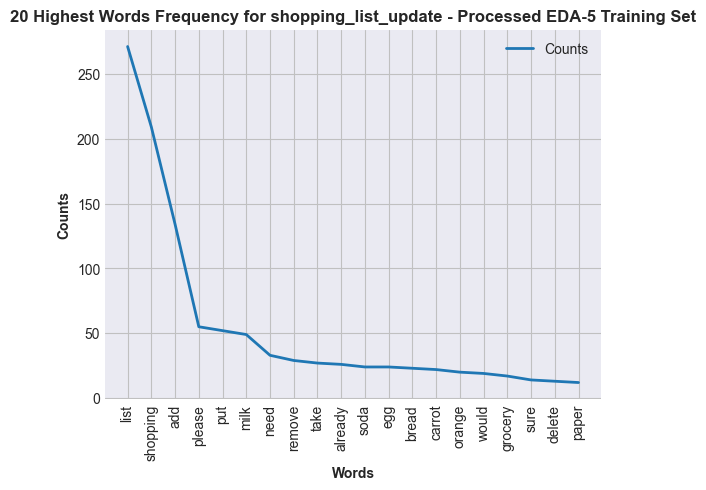 20 Highest Words Frequency for shopping_list_update - Processed EDA-5 Training Set
Counts
250
200
150
100
50
0
Counts
list
shopping
add
please
put
milk
need
remove
take
already
soda
egg
bread
carrot
orange
would
grocery
sure
delete
paper
Words